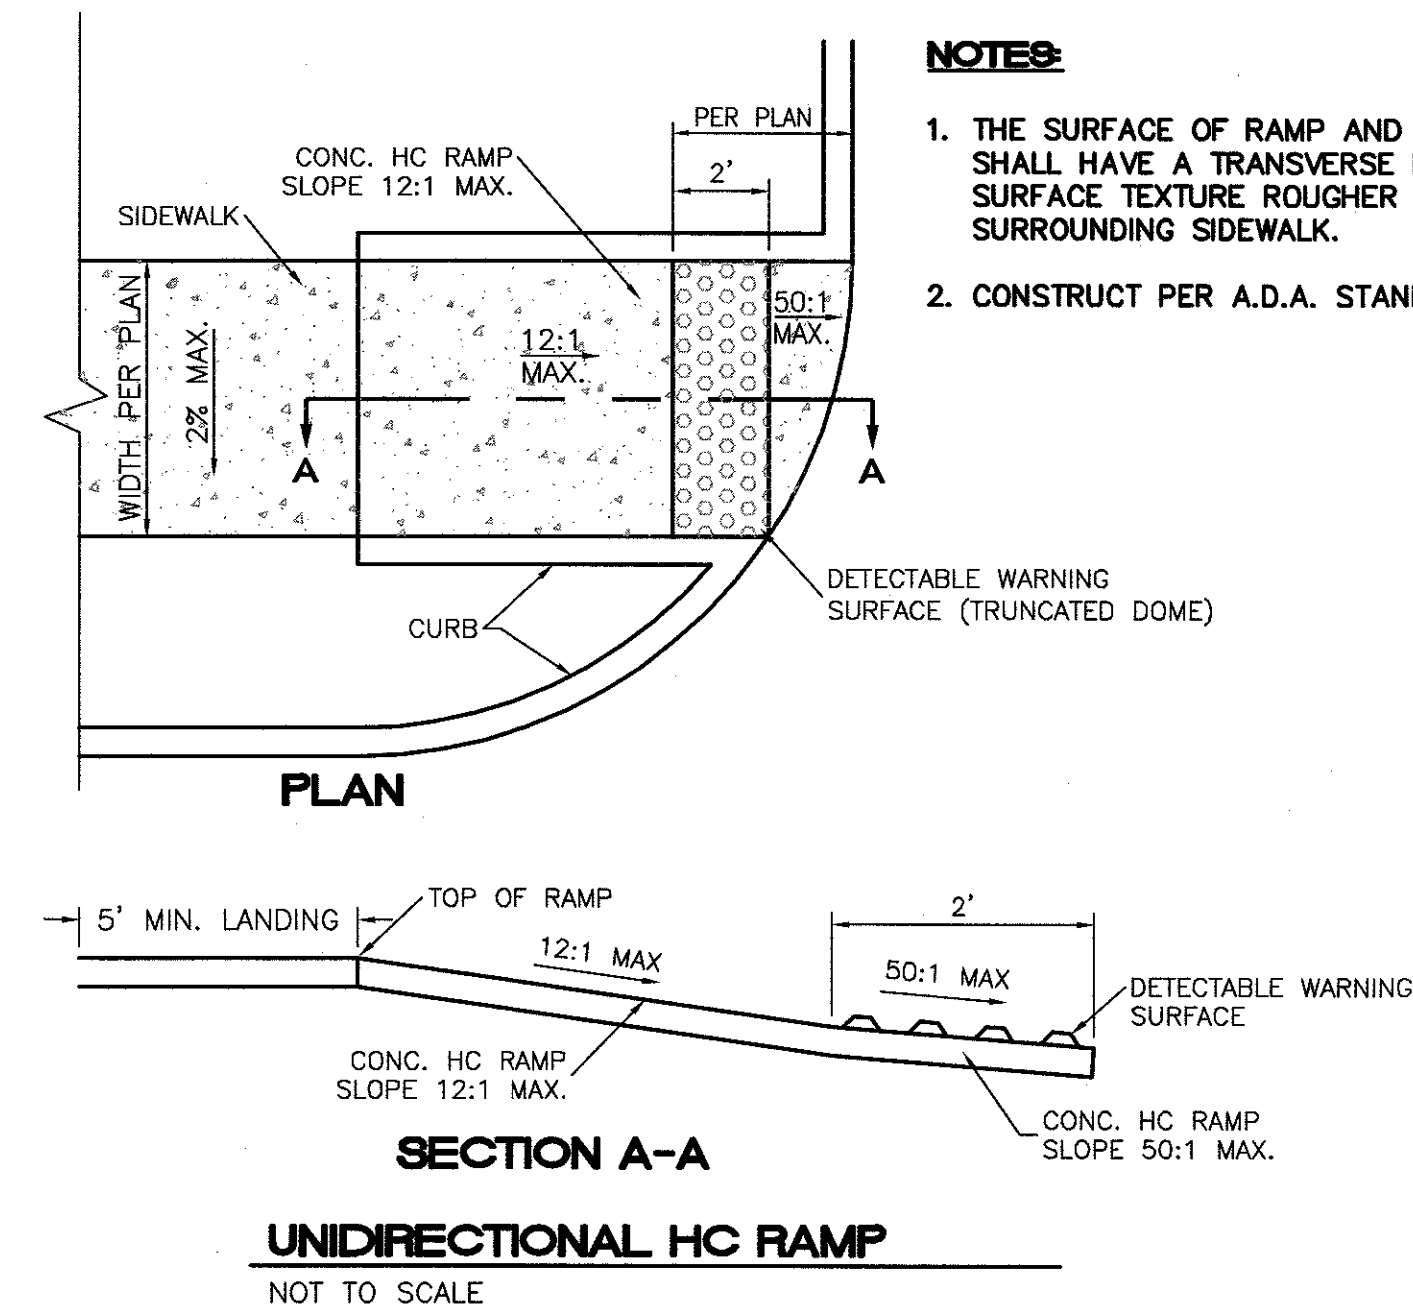 NOTES:
1. THE SURFACE OF RAMP AND
SHALL HAVE A TRANSVERSE
SURFACE TEXTURE ROUGHER
SURROUNDING SIDEWALK.
2. CONSTRUCT PER A.D.A.
PER PLAN
2'
CONC. HC RAMP
SLOPE 12:1 MAX.
SIDEWALK
WIDTH PER PLAN
2% MAX.
12:1
MAX.
50:1
MAX.
A
A
DETECTABLE WARNING
SURFACE (TRUNCATED DOME)
CURB
PLAN
5' MIN. LANDING
TOP OF RAMP
12:1 MAX
2'
50:1 MAX
DETECTABLE WARNING
SURFACE
CONC. HC RAMP
SLOPE 12:1 MAX.
CONC. HC RAMP
SLOPE 50:1 MAX.
SECTION A-A
UNIDIRECTIONAL HC RAMP
NOT TO SCALE